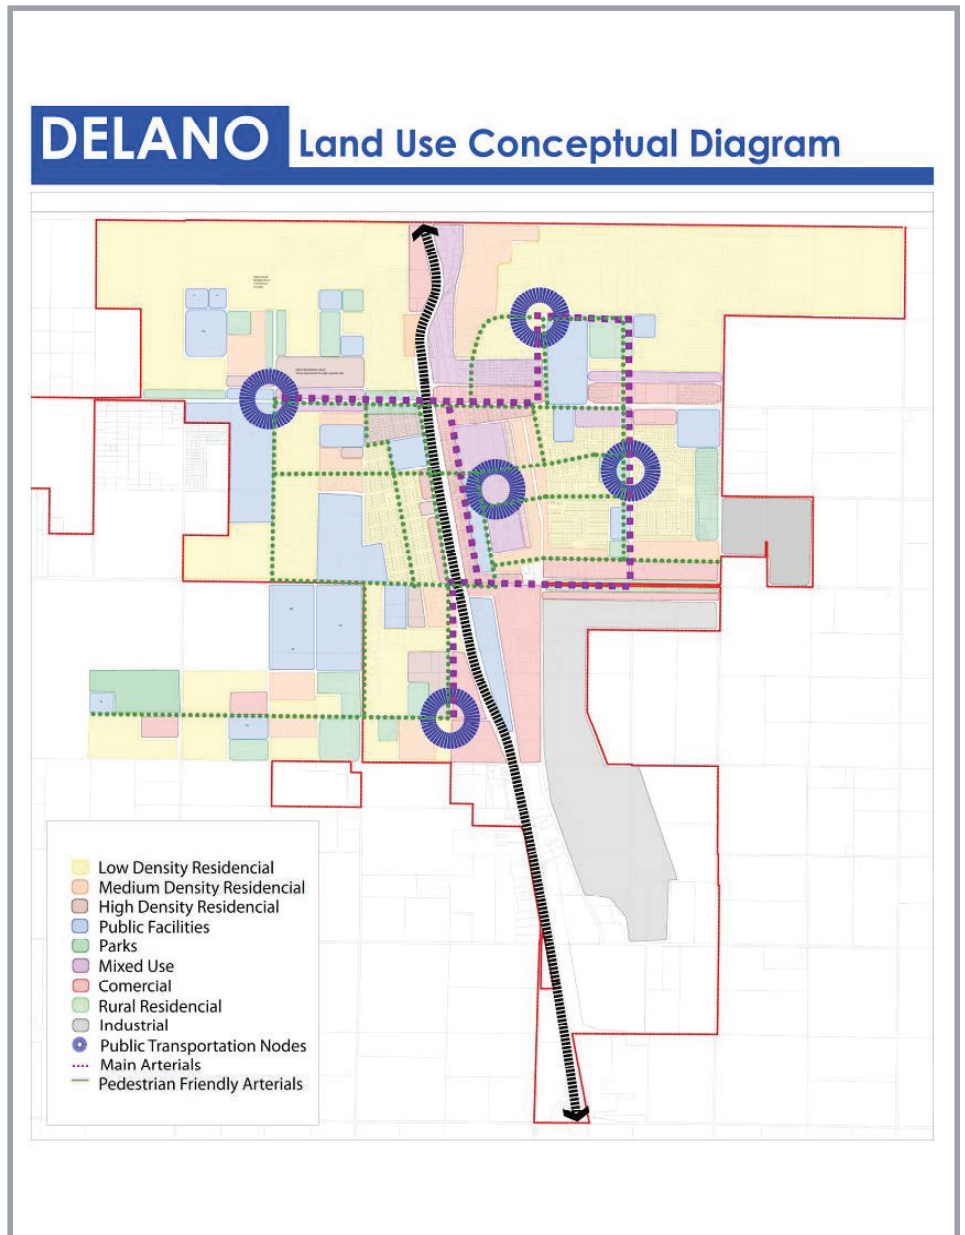 DELANO
Land Use Conceptual Diagram
Low Density Residencial
Medium Density Residencial
High Density Residencial
Public Facilities
Parks
Mixed Use
Comercial
Rural Residencial
Industrial
Public Transportation Nodes
Main Arterials
Pedestrian Friendly Arterials